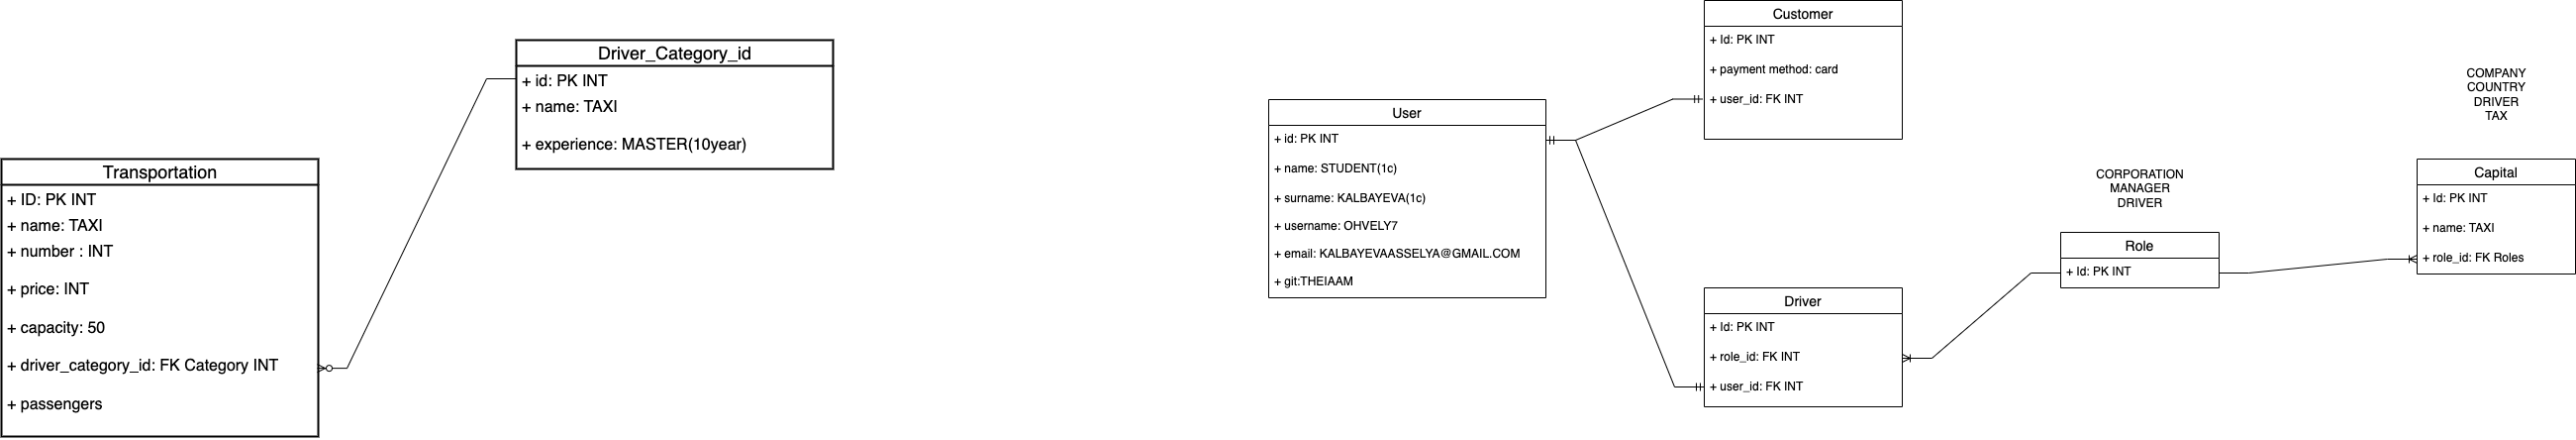 Driver_Category_id
+ id: PK INT
+ name: TAXI
+ experience: MASTER(10year)
Transportation
+ ID: PK INT
+ name: TAXI
+ number : INT
+ price: INT
+ capacity: 50
+ driver_category_id: FK Category INT
+ passengers
User
+ id: PK INT
+ name: STUDENT(1c)
+ surname: KALBAYEVA(1c)
+ username: OHVELY7
+ email: KALBAYEVAASSELYA@GMAIL.COM
+ git:THEIAAM
Customer
+ Id: PK INT
+ payment method: card
+ user_id: FK INT
Driver
+ Id: PK INT
+ role_id: FK INT
+ user_id: FK INT
CORPORATION
MANAGER
DRIVER
Role
+ Id: PK INT
COMPANY
COUNTRY
DRIVER
TAX
Capital
+ Id: PK INT
+ name: TAXI
+ role_id: FK Roles